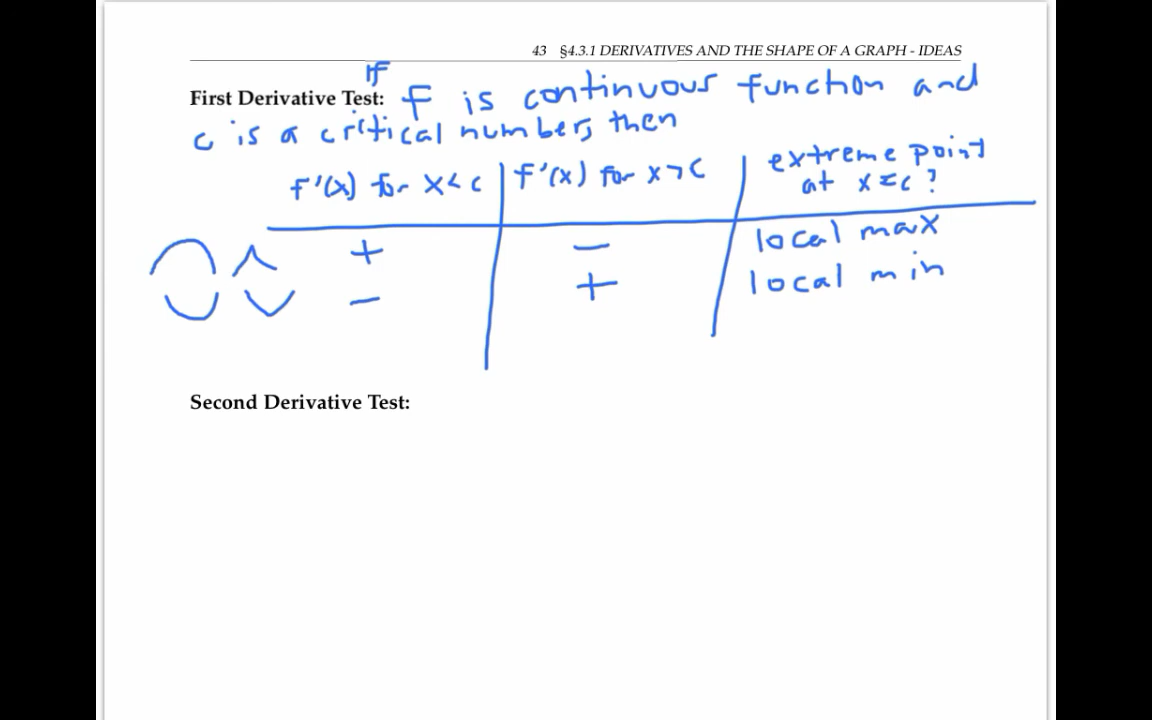 43 §4.3.1 DERIVATIVES AND THE SHAPE OF A GRAPH - IDEAS
First Derivative Test: If f is continuous function and
c is a critical number, then
f'(x) for x<c f'(x) for x>c extreme point
at x=c?
+ − local max
− + local min
Second Derivative Test: